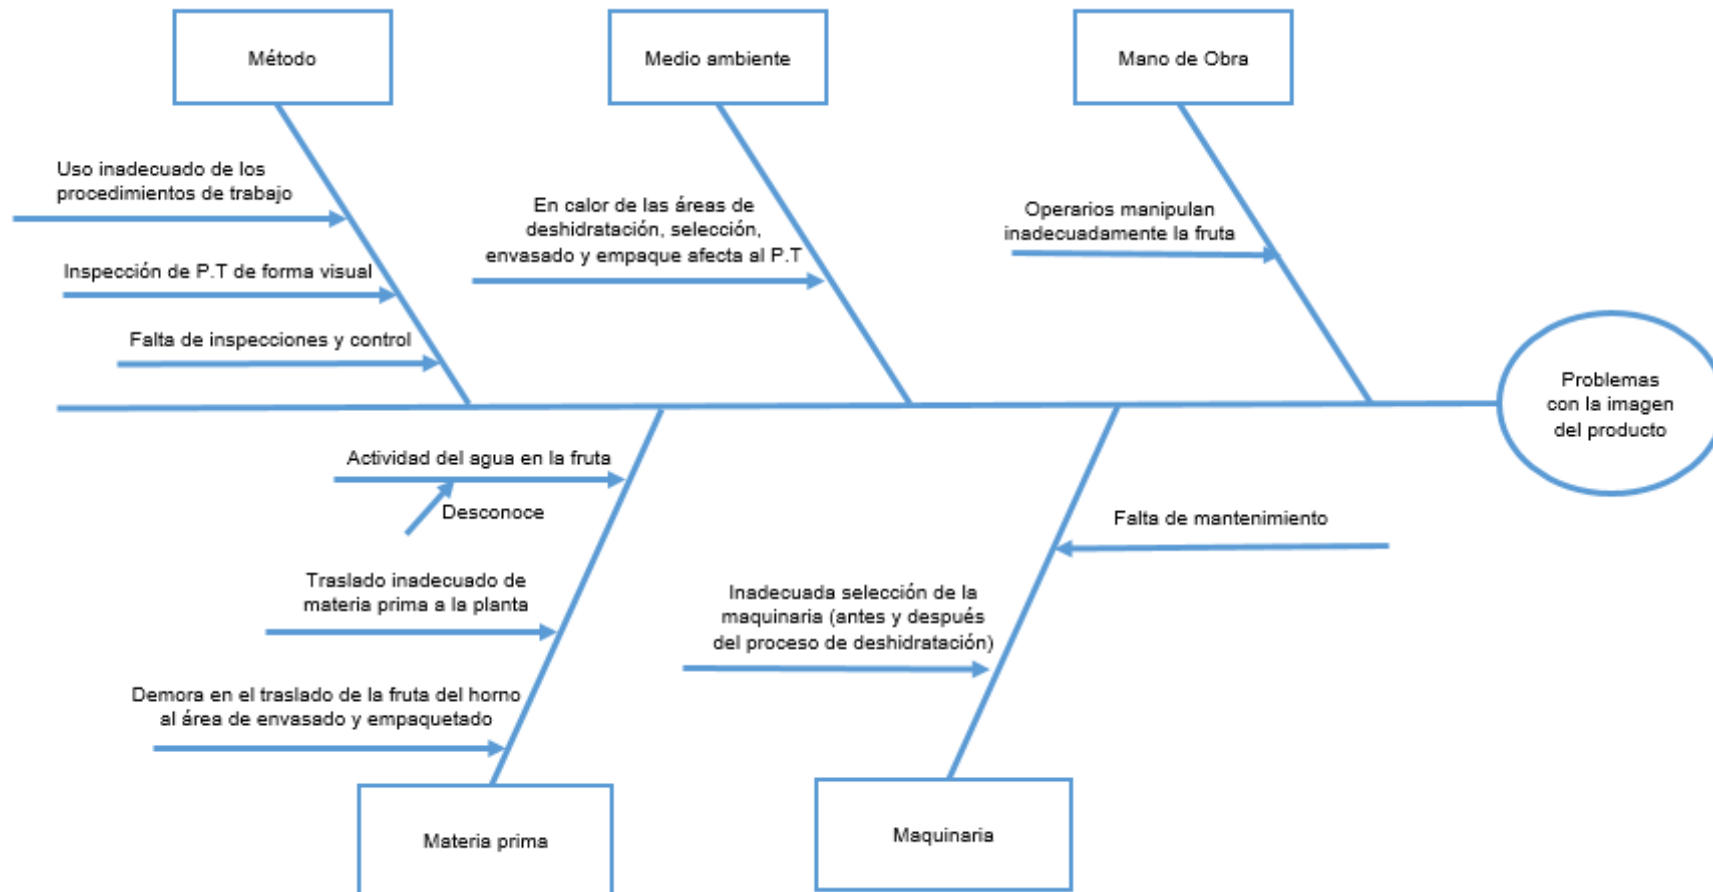 Método
Medio ambiente
Mano de Obra
Uso inadecuado de los
procedimientos de trabajo
Inspección de P.T de forma visual
Falta de inspecciones y control
En calor de las áreas de
deshidratación, selección,
envasado y empaque afecta al P.T
Operarios manipulan
inadecuadamente la fruta
Problemas
con la imagen
del producto
Actividad del agua en la fruta
Desconoce
Traslado inadecuado de
materia prima a la planta
Demora en el traslado de la fruta del horno
al área de envasado y empaquetado
Falta de mantenimiento
Inadecuada selección de la
maquinaria (antes y después
del proceso de deshidratación)
Materia prima
Maquinaria